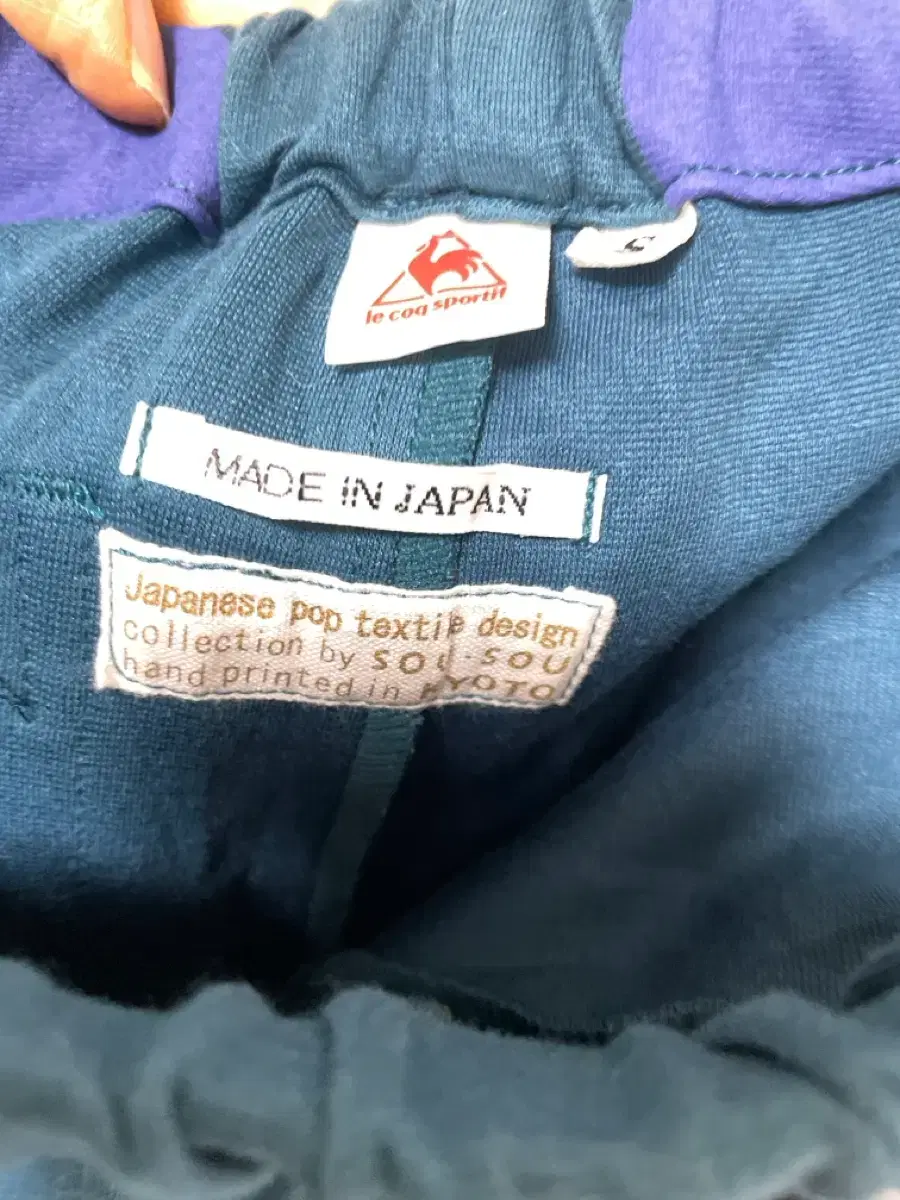 le coq sportif
MADE IN JAPAN
Japanese pop textile design
collection by SOU·SOU
hand printed in KYOTO